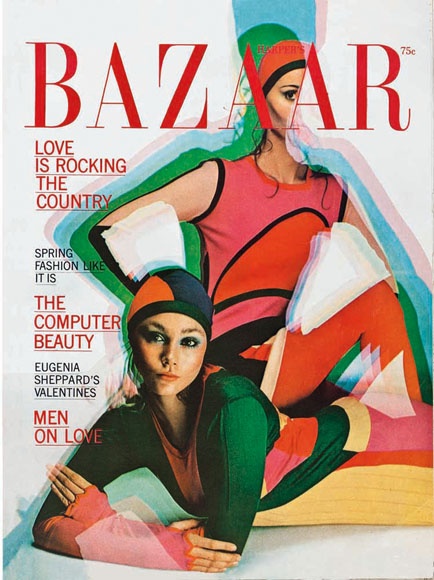 HARPER'S
BAZAAR
75¢
LOVE
IS ROCKING
THE
COUNTRY
SPRING
FASHION LIKE
IT IS
THE
COMPUTER
BEAUTY
EUGENIA
SHEPPARD'S
VALENTINES
MEN
ON LOVE